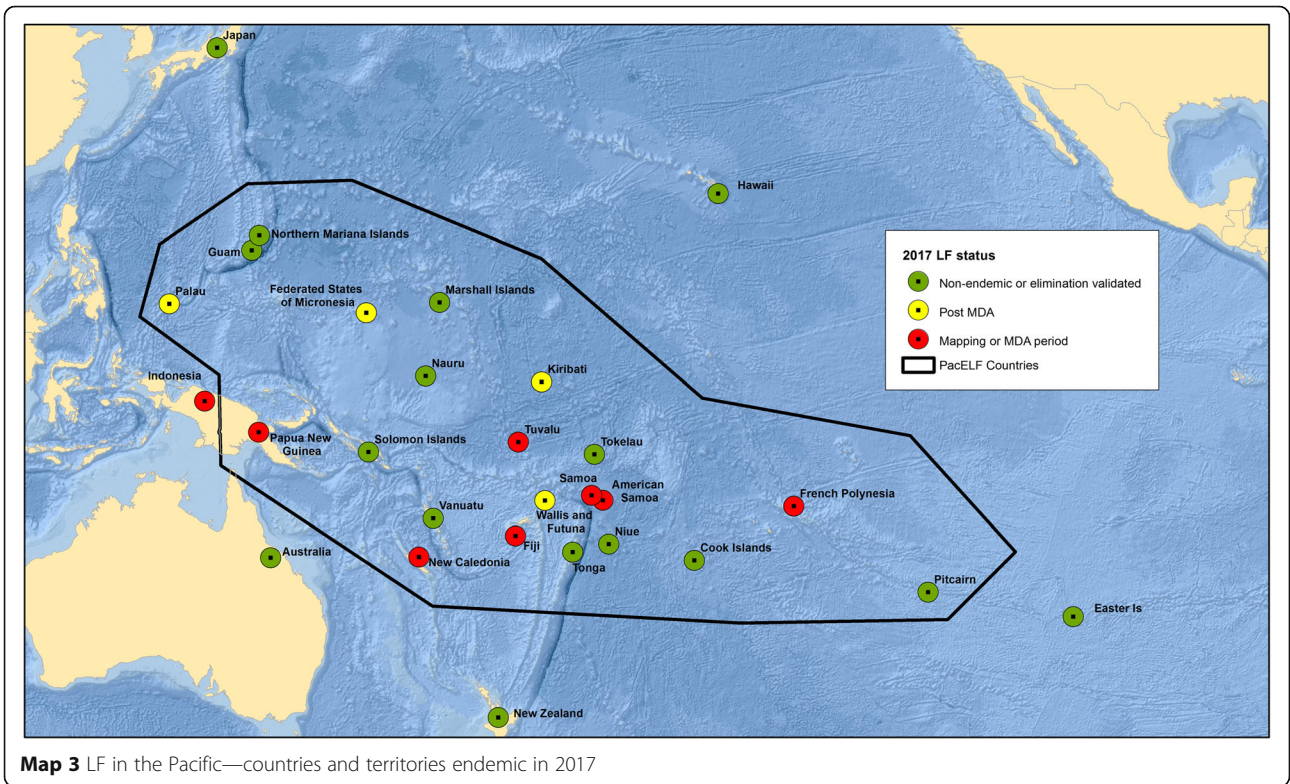 Japan
Hawaii
Northern Mariana Islands
Guam
2017 LF status
Non-endemic or elimination validated
Post MDA
Mapping or MDA period
PacELF Countries
Palau
Federated States
of Micronesia
Marshall Islands
Nauru
Kiribati
Indonesia
Papua New
Guinea
Solomon Islands
Tuvalu
Tokelau
Samoa
American
Samoa
French Polynesia
Vanuatu
Wallis and
Futuna
Fiji
Niue
New Caledonia
Tonga
Cook Islands
Australia
Pitcairn
Easter Is
New Zealand
Map 3 LF in the Pacific—countries and territories endemic in 2017